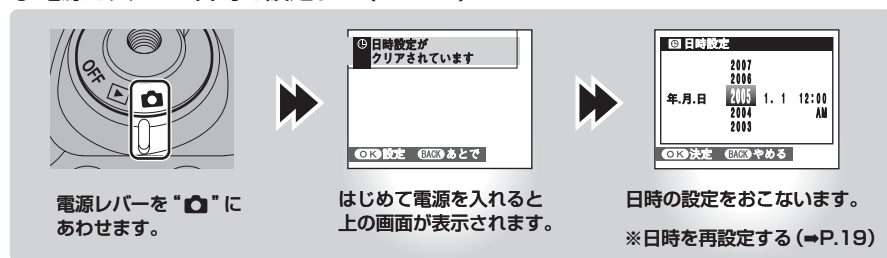 OFF
日時設定が
クリアされています
OK 設定 BACK あとで
日時設定
2007
2006
年.月.日 2005 1. 1 12:00
2004 AM
2003
OK 決定 BACK やめる
電源レバーを“ ”に
あわせます。
はじめて電源を入れると
上の画面が表示されます。
日時の設定をおこないます。
※日時を再設定する(➡P.19)